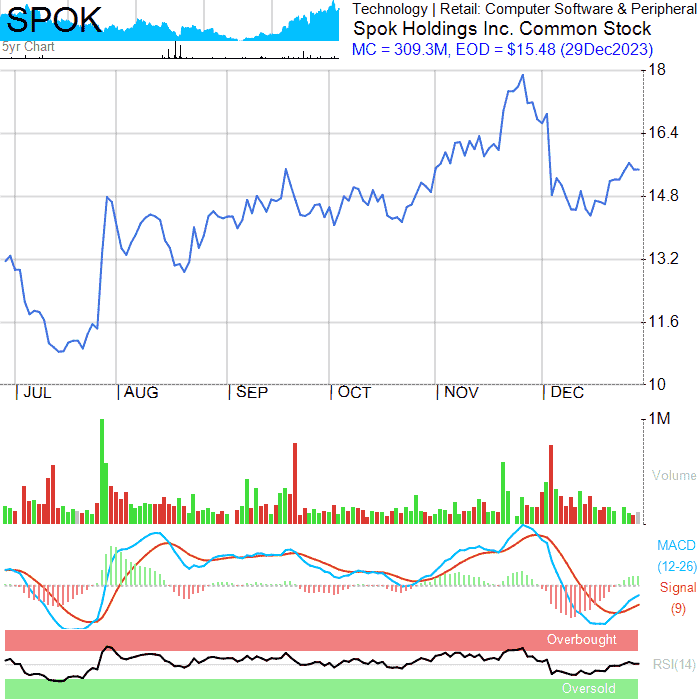 SPOK
5yr Chart
Technology | Retail: Computer Software & Peripheral
Spok Holdings Inc. Common Stock
MC = 309.3M, EOD = $15.48 (29Dec2023)
18
16.4
14.8
13.2
11.6
10
JUL AUG SEP OCT NOV DEC
1M
Volume
MACD
(12-26)
Signal
(9)
Overbought
RSI(14)
Oversold